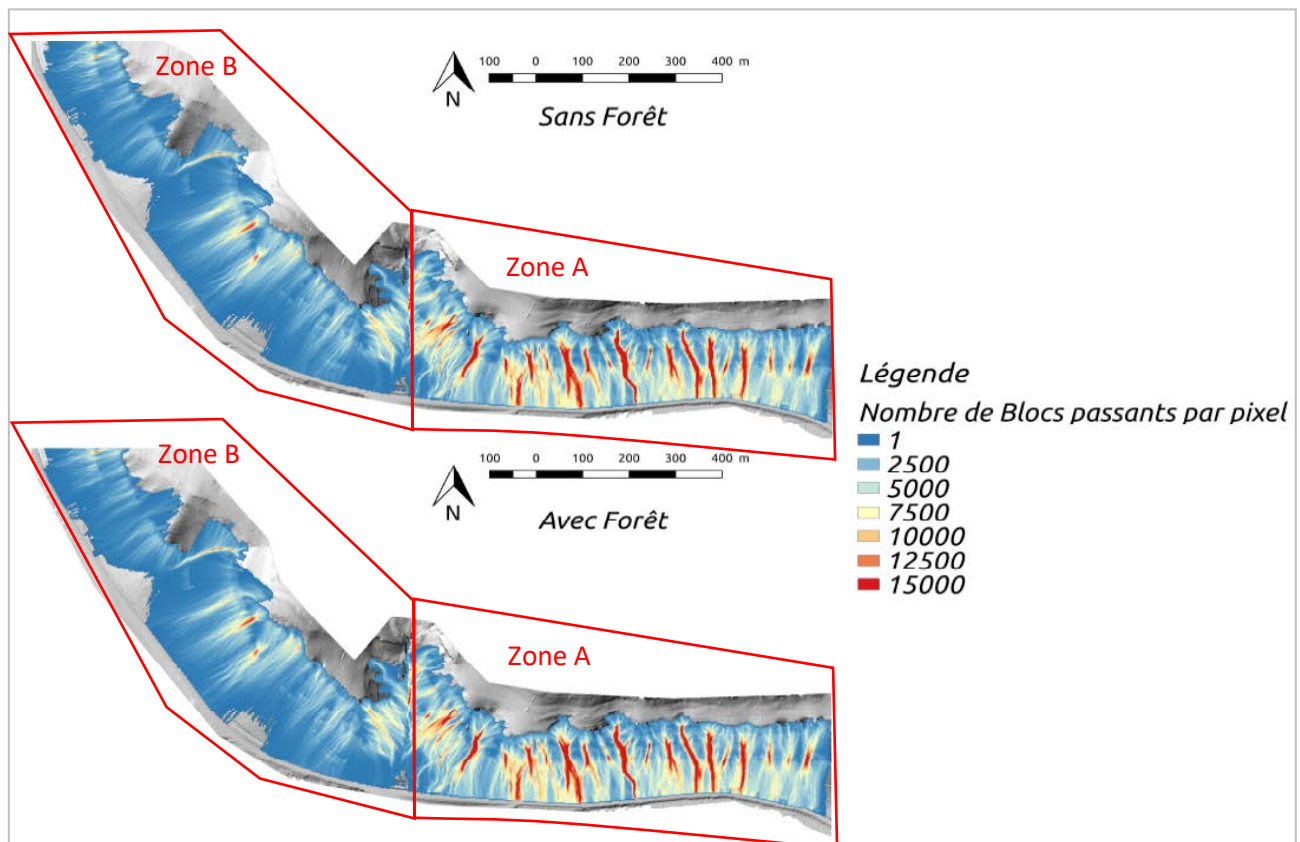 Zone B
100 0 100 200 300 400 m
N
Sans Forêt
Zone A
Légende
Nombre de Blocs passants par pixel
1
2500
5000
7500
10000
12500
15000
Zone B
100 0 100 200 300 400 m
N
Avec Forêt
Zone A